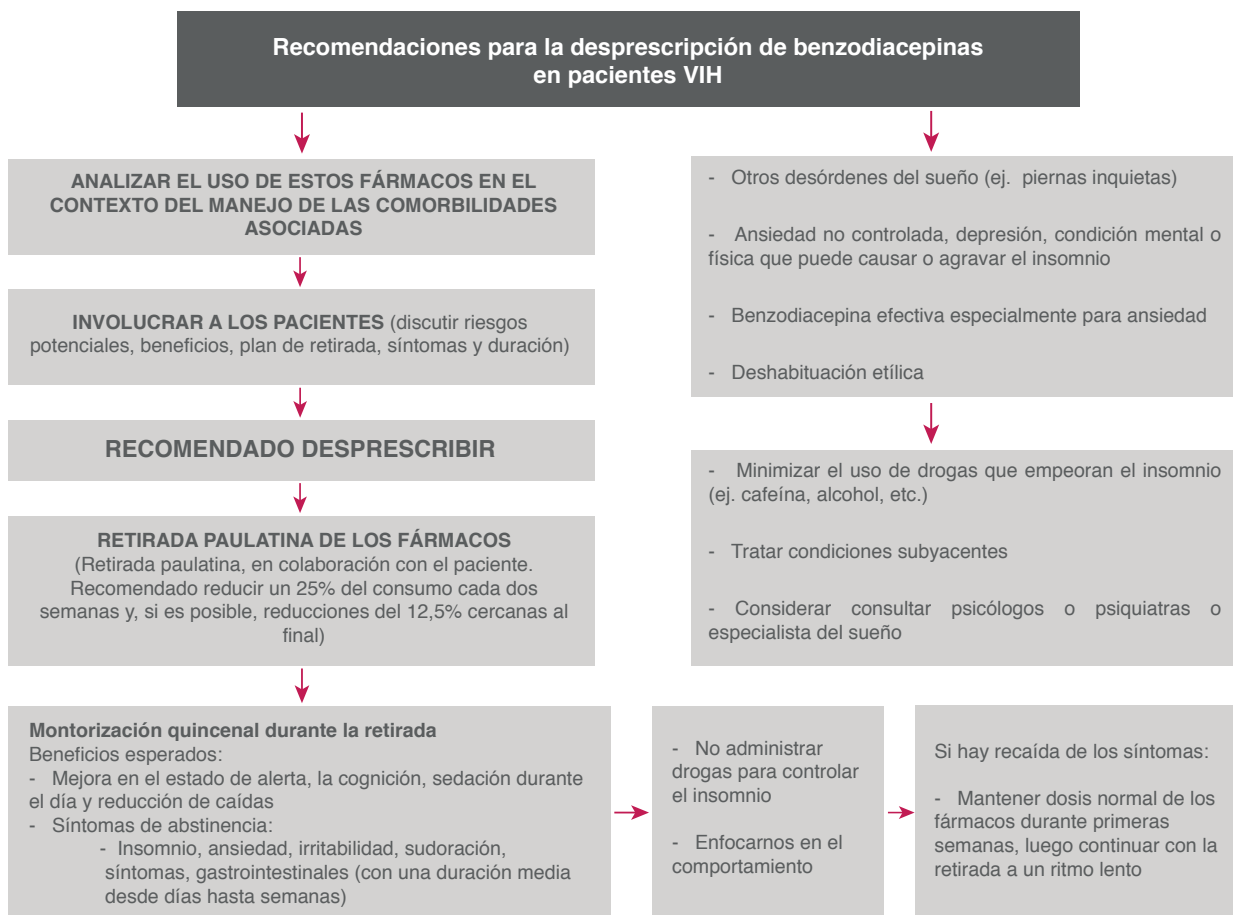 Recomendaciones para la desprescripción de benzodiacepinas
en pacientes VIH
ANALIZAR EL USO DE ESTOS FÁRMACOS EN EL
CONTEXTO DEL MANEJO DE LAS COMORBILIDADES
ASOCIADAS
INVOLUCRAR A LOS PACIENTES (discutir riesgos
potenciales, beneficios, plan de retirada, síntomas y duración)
RECOMENDADO DESPRESCRIBIR
RETIRADA PAULATINA DE LOS FÁRMACOS
(Retirada paulatina, en colaboración con el paciente.
Recomendado reducir un 25% del consumo cada dos
semanas y, si es posible, reducciones del 12,5% cercanas al
final)
- Otros desórdenes del sueño (ej. piernas inquietas)
- Ansiedad no controlada, depresión, condición mental o
física que puede causar o agravar el insomnio
- Benzodiacepina efectiva especialmente para ansiedad
- Deshabituación etílica
- Minimizar el uso de drogas que empeoran el insomnio
(ej. cafeína, alcohol, etc.)
- Tratar condiciones subyacentes
- Considerar consultar psicólogos o psiquiatras o
especialista del sueño
Montorización quincenal durante la retirada
Beneficios esperados:
- Mejora en el estado de alerta, la cognición, sedación durante
el día y reducción de caídas
- Síntomas de abstinencia:
- Insomnio, ansiedad, irritabilidad, sudoración,
síntomas, gastrointestinales (con una duración media
desde días hasta semanas)
- No administrar
drogas para controlar
el insomnio
- Enfocarnos en el
comportamiento
Si hay recaída de los síntomas:
- Mantener dosis normal de los
fármacos durante primeras
semanas, luego continuar con la
retirada a un ritmo lento